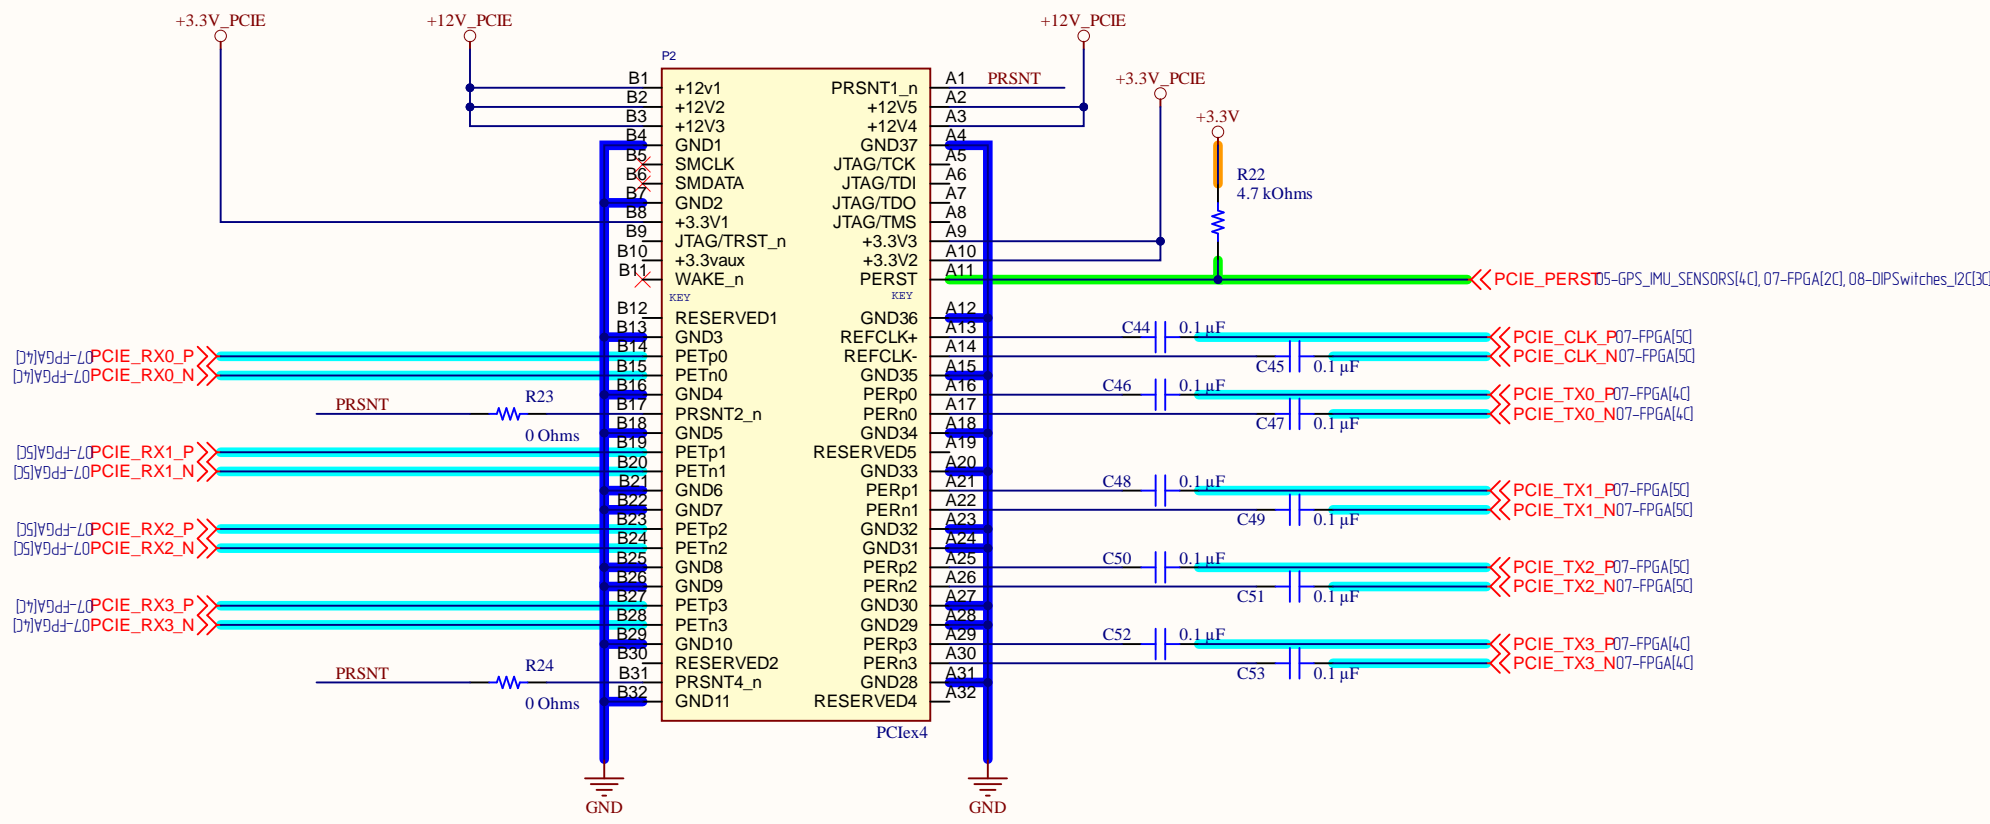 +3.3V_PCIE
+12V_PCIE
+12V_PCIE
P2
+3.3V_PCIE
+3.3V
R22
4.7 kOhms
B1 +12v1 PRSNT1_n A1 PRSNT
B2 +12V2 +12V5 A2
B3 +12V3 +12V4 A3
B4 GND1 GND37 A4
B5 SMCLK JTAG/TCK A5
B6 SMDATA JTAG/TDI A6
B7 GND2 JTAG/TDO A7
B8 +3.3V1 JTAG/TMS A8
B9 JTAG/TRST_n +3.3V3 A9
B10 +3.3vaux +3.3V2 A10
B11 WAKE_n PERST A11 PCIE_PERST 05-GPS_IMU_SENSORS[4C], 07-FPGA[2C], 08-DIPSwitches_I2C[3C]
KEY KEY
B12 RESERVED1 GND36 A12
B13 GND3 REFCLK+ A13 C44 0.1 µF PCIE_CLK_P 07-FPGA[5C]
07-FPGA[4C] PCIE_RX0_P B14 PETp0 REFCLK- A14 C45 0.1 µF PCIE_CLK_N 07-FPGA[5C]
07-FPGA[4C] PCIE_RX0_N B15 PETn0 GND35 A15
B16 GND4 PERp0 A16 C46 0.1 µF PCIE_TX0_P 07-FPGA[4C]
PRSNT R23 0 Ohms B17 PRSNT2_n PERn0 A17 C47 0.1 µF PCIE_TX0_N 07-FPGA[4C]
B18 GND5 GND34 A18
07-FPGA[5C] PCIE_RX1_P B19 PETp1 RESERVED5 A19
07-FPGA[5C] PCIE_RX1_N B20 PETn1 GND33 A20
B21 GND6 PERp1 A21 C48 0.1 µF PCIE_TX1_P 07-FPGA[5C]
B22 GND7 PERn1 A22 C49 0.1 µF PCIE_TX1_N 07-FPGA[5C]
07-FPGA[5C] PCIE_RX2_P B23 PETp2 GND32 A23
07-FPGA[5C] PCIE_RX2_N B24 PETn2 GND31 A24
B25 GND8 PERp2 A25 C50 0.1 µF PCIE_TX2_P 07-FPGA[5C]
B26 GND9 PERn2 A26 C51 0.1 µF PCIE_TX2_N 07-FPGA[5C]
07-FPGA[4C] PCIE_RX3_P B27 PETp3 GND30 A27
07-FPGA[4C] PCIE_RX3_N B28 PETn3 GND29 A28
B29 GND10 PERp3 A29 C52 0.1 µF PCIE_TX3_P 07-FPGA[4C]
B30 RESERVED2 PERn3 A30 C53 0.1 µF PCIE_TX3_N 07-FPGA[4C]
PRSNT R24 0 Ohms B31 PRSNT4_n GND28 A31
B32 GND11 RESERVED4 A32
PCIex4
GND
GND